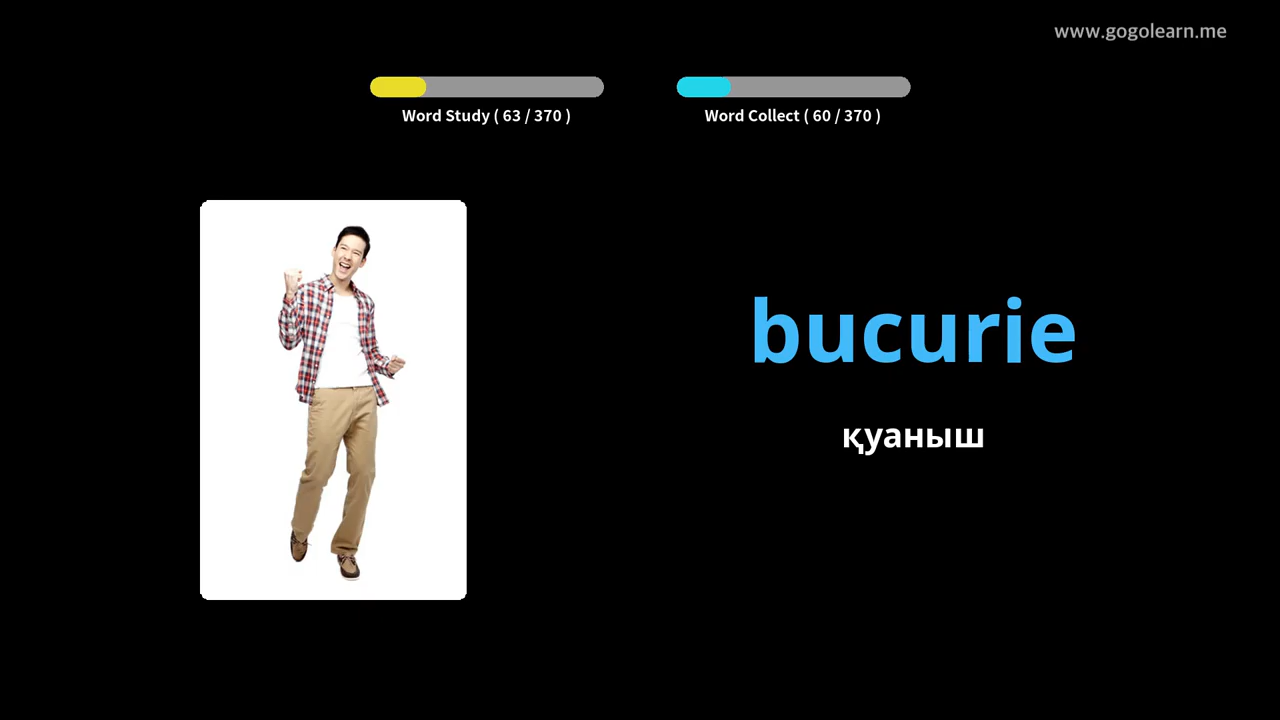 www.gogolearn.me
Word Study ( 63 / 370 )
Word Collect ( 60 / 370 )
bucurie
қуаныш